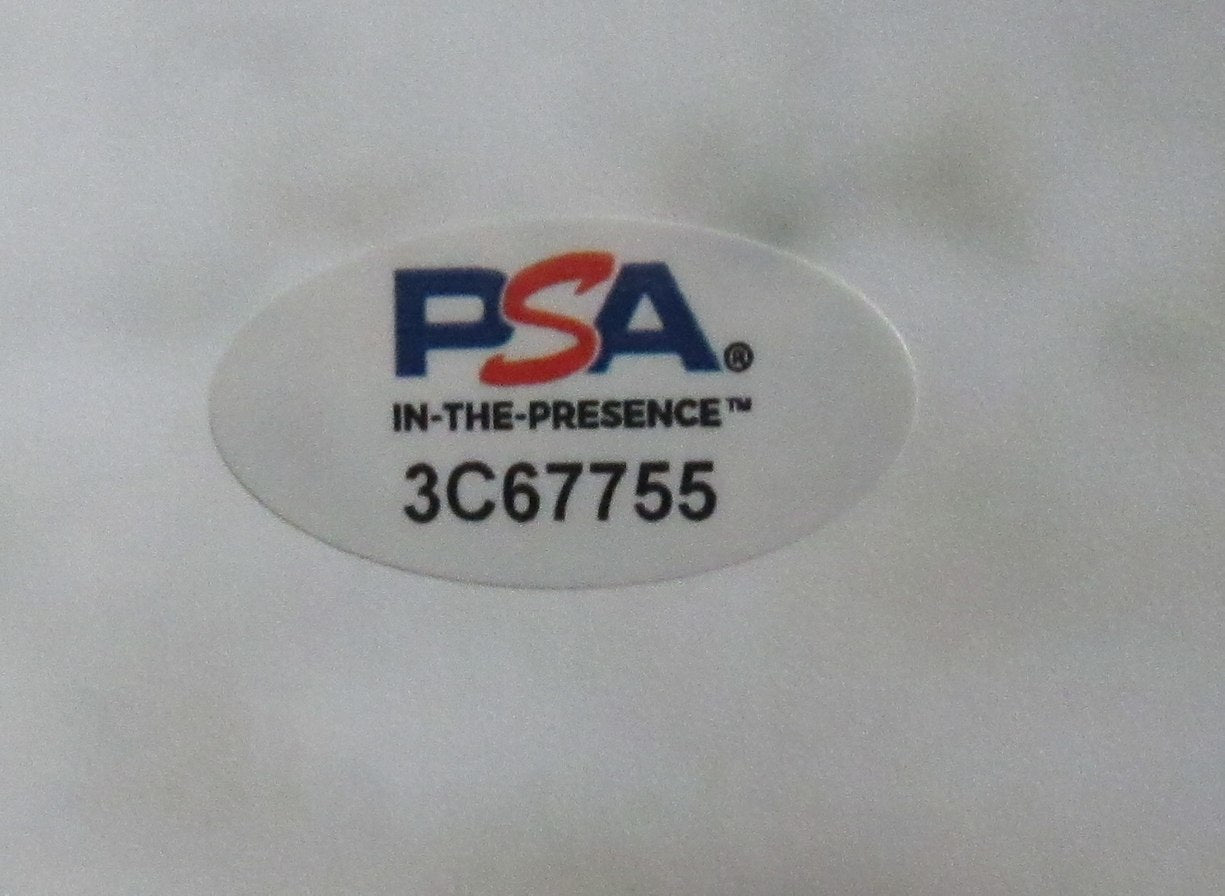 PSA®
IN-THE-PRESENCE™
3C67755